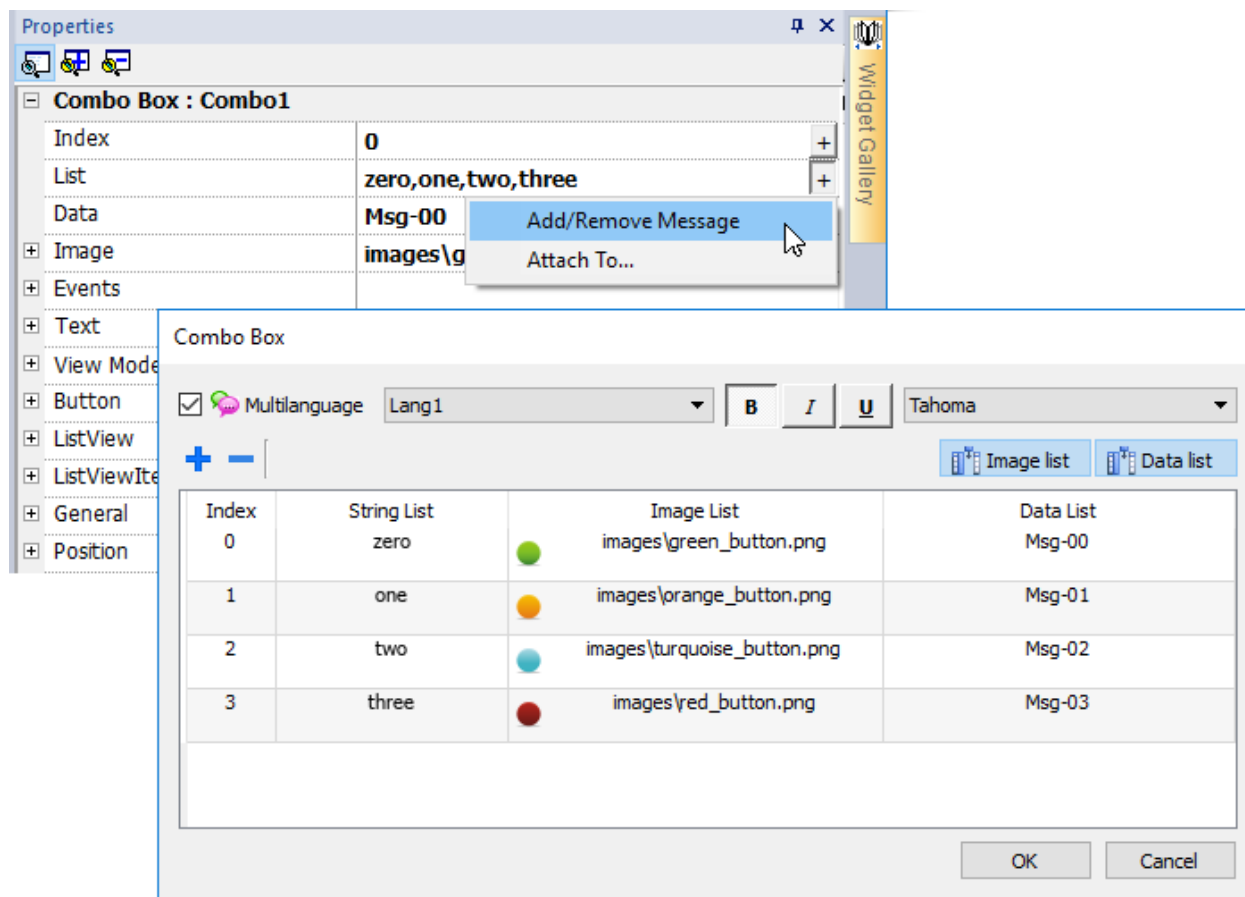 Properties
Widget Gallery
Combo Box : Combo1
Index 0 +
List zero,one,two,three +
Data Msg-00
Add/Remove Message
Image images\g
Attach To...
Events
Text
View Mode
Button
ListView
ListViewIte
General
Position
Combo Box
Multilanguage Lang1 B I U Tahoma
Image list Data list
Index String List Image List Data List
0 zero images\green_button.png Msg-00
1 one images\orange_button.png Msg-01
2 two images\turquoise_button.png Msg-02
3 three images\red_button.png Msg-03
OK Cancel